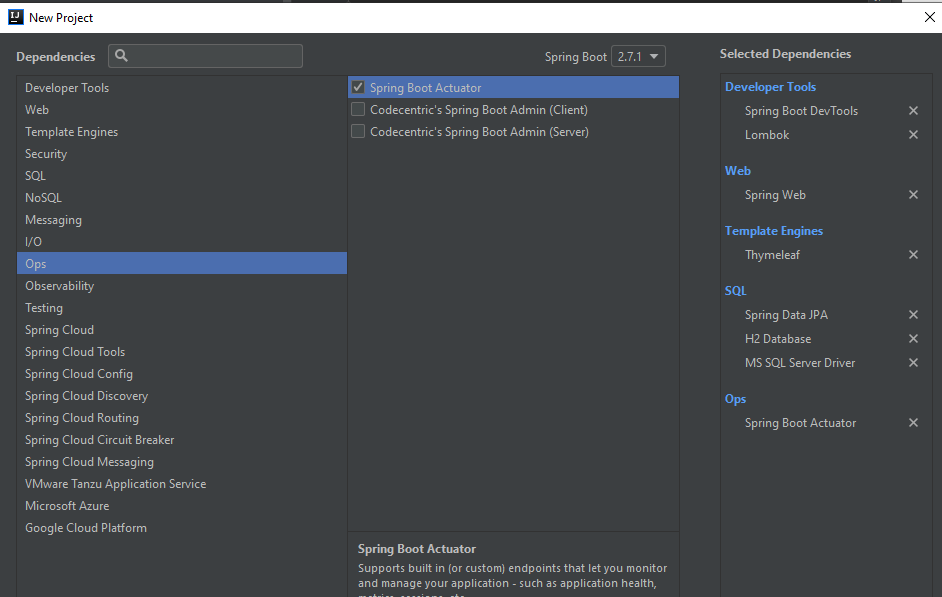 New Project
Dependencies
Spring Boot 2.7.1
Developer Tools
Web
Template Engines
Security
SQL
NoSQL
Messaging
I/O
Ops
Observability
Testing
Spring Cloud
Spring Cloud Tools
Spring Cloud Config
Spring Cloud Discovery
Spring Cloud Routing
Spring Cloud Circuit Breaker
Spring Cloud Messaging
VMware Tanzu Application Service
Microsoft Azure
Google Cloud Platform
Spring Boot Actuator
Codecentric's Spring Boot Admin (Client)
Codecentric's Spring Boot Admin (Server)
Spring Boot Actuator
Supports built in (or custom) endpoints that let you monitor
and manage your application - such as application health,
metrics, sessions, etc.
Selected Dependencies
Developer Tools
Spring Boot DevTools
Lombok
Web
Spring Web
Template Engines
Thymeleaf
SQL
Spring Data JPA
H2 Database
MS SQL Server Driver
Ops
Spring Boot Actuator